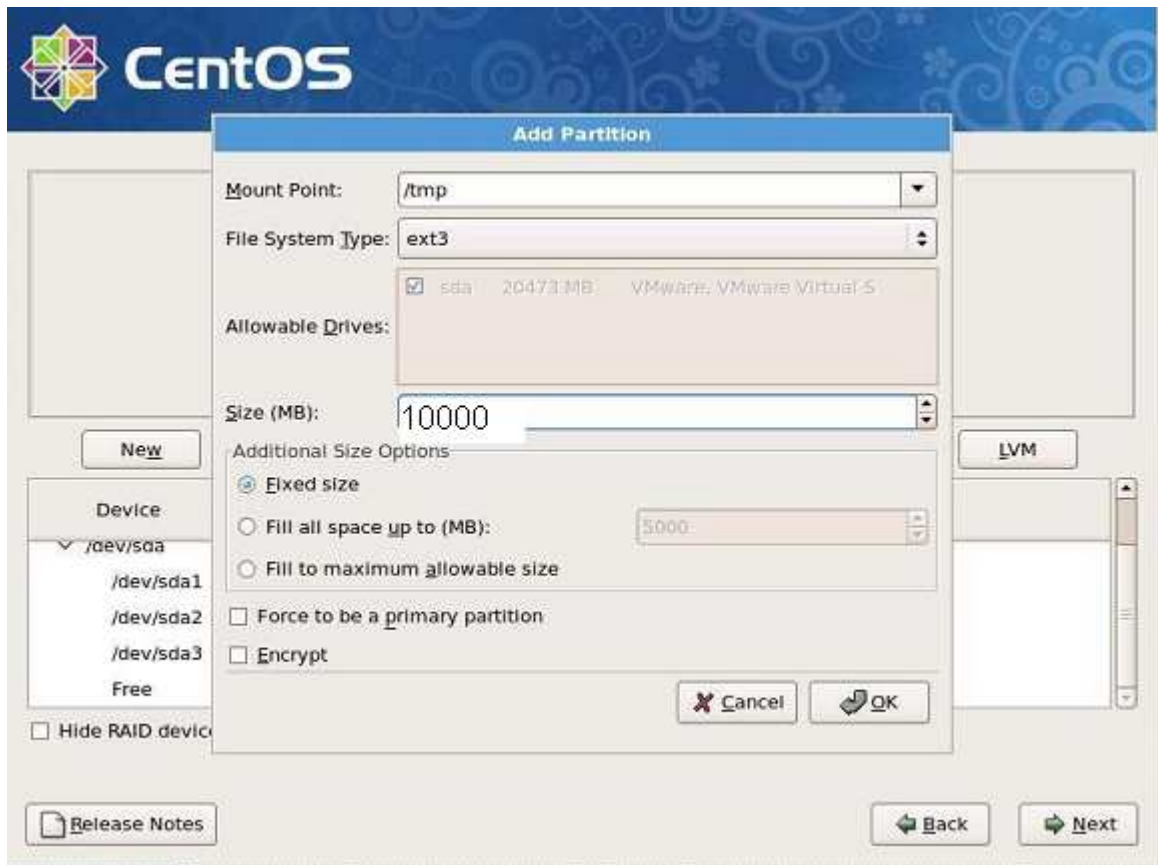 CentOS
Add Partition
Mount Point: /tmp
File System Type: ext3
sda 20473 MB VMware, VMware Virtual S
Allowable Drives:
Size (MB): 10000
Additional Size Options
Fixed size
Fill all space up to (MB): 5000
Fill to maximum allowable size
Force to be a primary partition
Encrypt
Cancel OK
New LVM
Device
/dev/sda
/dev/sda1
/dev/sda2
/dev/sda3
Free
Hide RAID devic
Release Notes Back Next